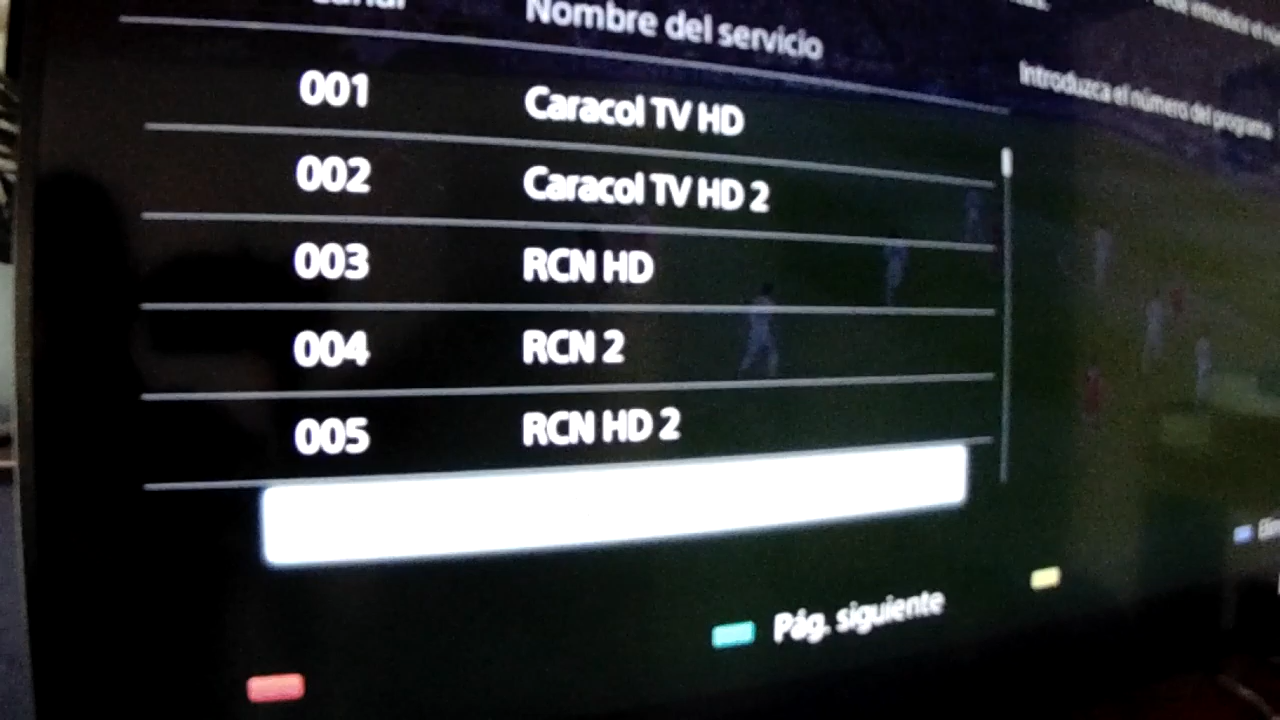 Nombre del servicio
001 Caracol TV HD
002 Caracol TV HD 2
003 RCN HD
004 RCN 2
005 RCN HD 2
Introduzca el número del programa
Pág. siguiente